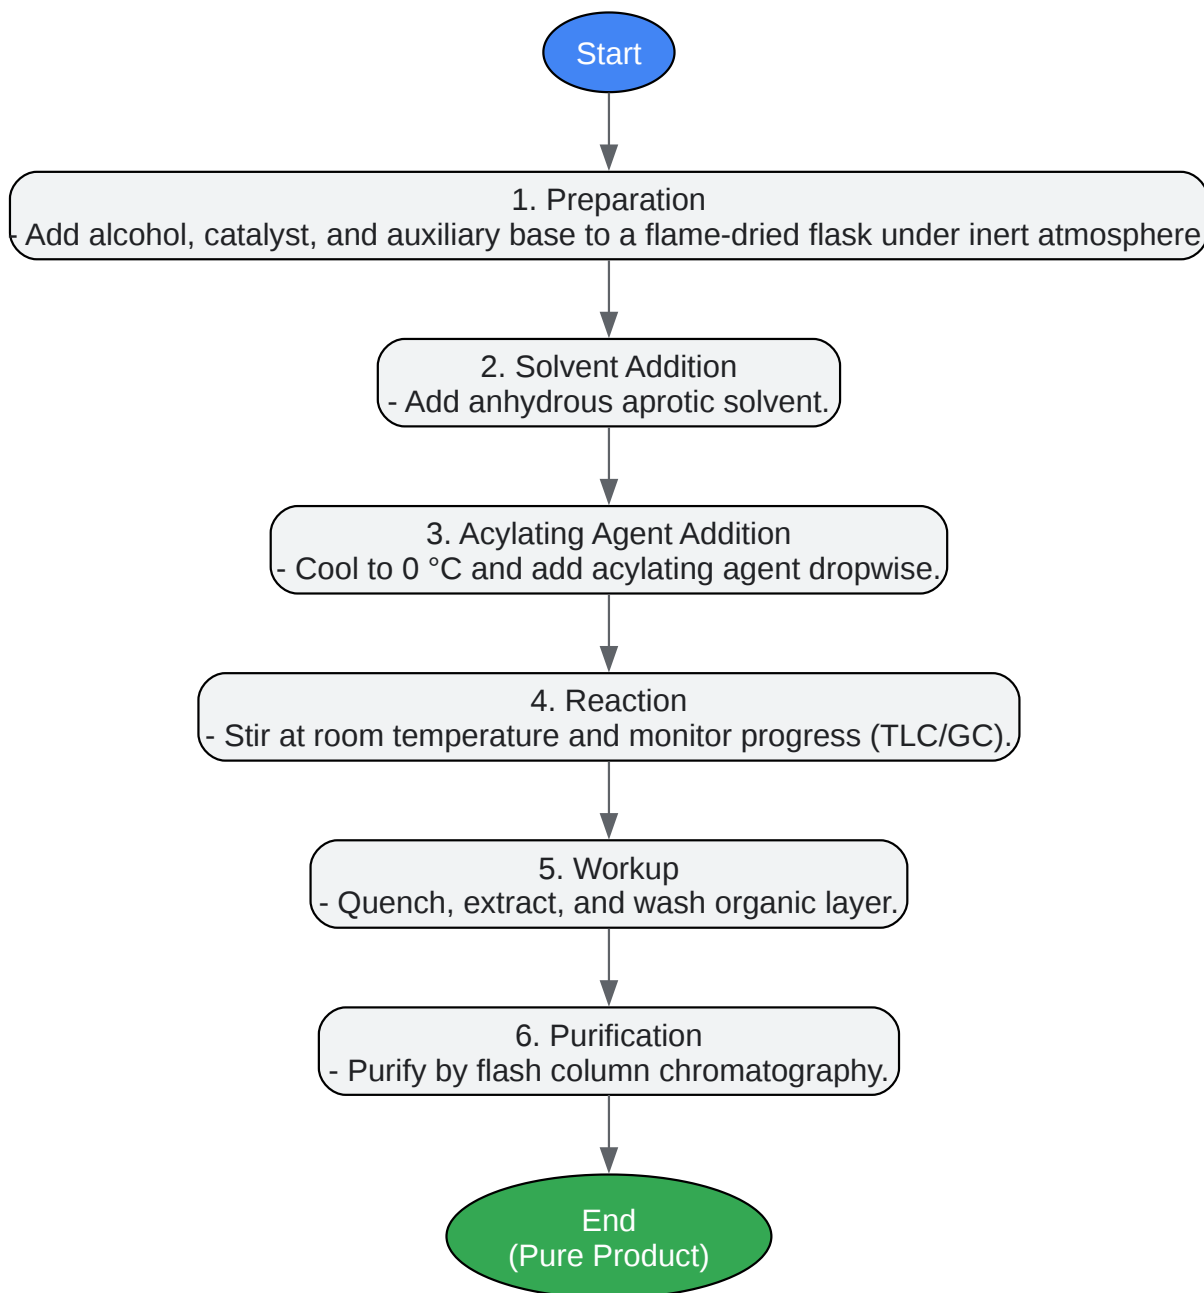 Start
1. Preparation
- Add alcohol, catalyst, and auxiliary base to a flame-dried flask under inert atmosphere
2. Solvent Addition
- Add anhydrous aprotic solvent.
3. Acylating Agent Addition
- Cool to 0 °C and add acylating agent dropwise.
4. Reaction
- Stir at room temperature and monitor progress (TLC/GC).
5. Workup
- Quench, extract, and wash organic layer.
6. Purification
- Purify by flash column chromatography.
End
(Pure Product)